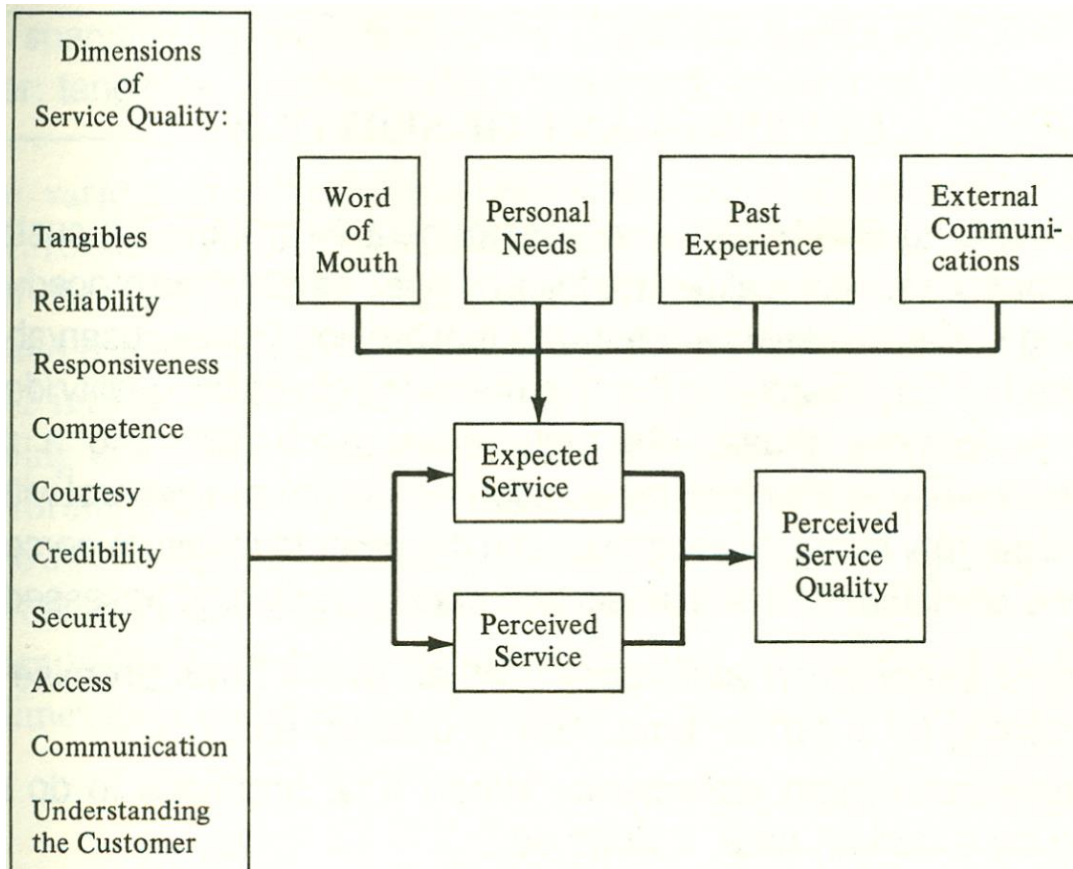 Dimensions
of
Service Quality:
Tangibles
Reliability
Responsiveness
Competence
Courtesy
Credibility
Security
Access
Communication
Understanding
the Customer
Word
of
Mouth
Personal
Needs
Past
Experience
External
Communi-
cations
Expected
Service
Perceived
Service
Perceived
Service
Quality